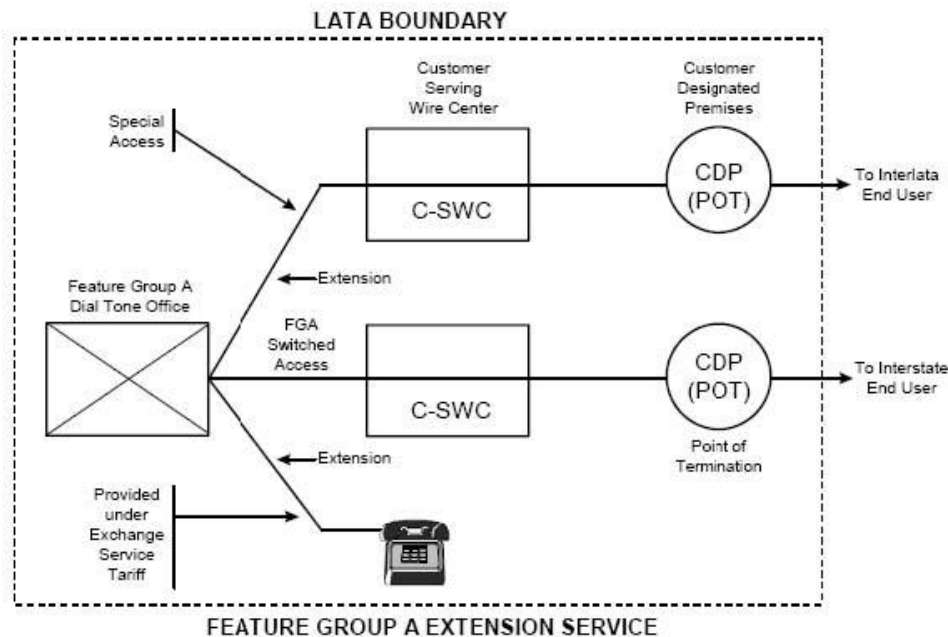 LATA BOUNDARY
Customer
Serving
Wire Center
Customer
Designated
Premises
Special
Access
C-SWC
CDP
(POT)
To Interlata
End User
Extension
Feature Group A
Dial Tone Office
FGA
Switched
Access
C-SWC
CDP
(POT)
To Interstate
End User
Extension
Point of
Termination
Provided
under
Exchange
Service
Tariff
FEATURE GROUP A EXTENSION SERVICE